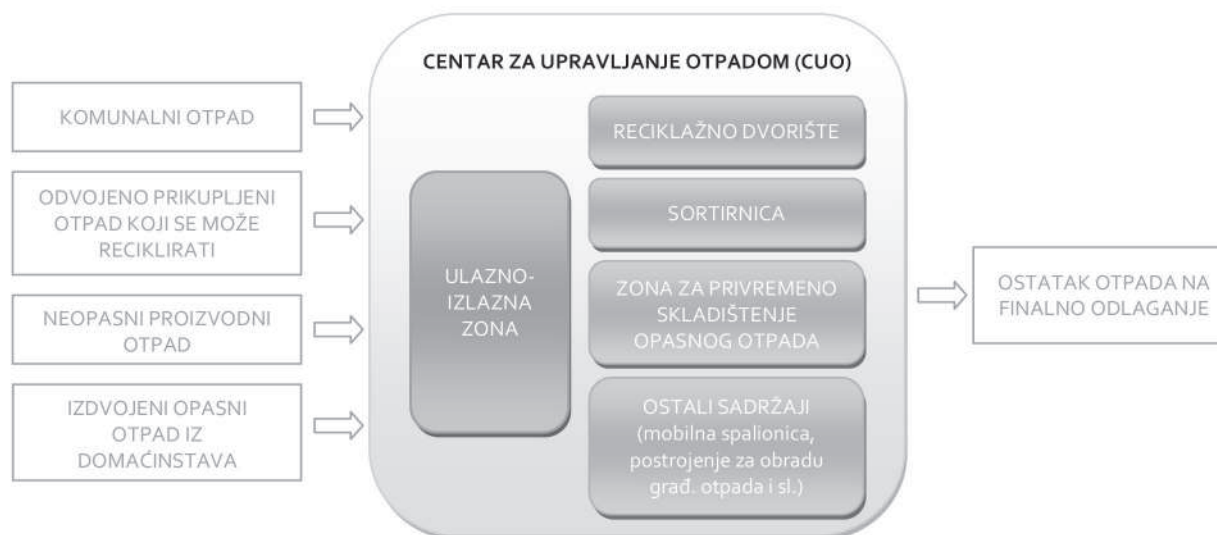 CENTAR ZA UPRAVLJANJE OTPADOM (CUO)
KOMUNALNI OTPAD
ODVOJENO PRIKUPLJENI
OTPAD KOJI SE MOŽE
RECIKLIRATI
NEOPASNI PROIZVODNI
OTPAD
IZDVOJENI OPASNI
OTPAD IZ
DOMAĆINSTAVA
ULAZNO-
IZLAZNA
ZONA
RECIKLAŽNO DVORIŠTE
SORTIRNICA
ZONA ZA PRIVREMENO
SKLADIŠTENJE
OPASNOG OTPADA
OSTALI SADRŽAJI
(mobilna spalionica,
postrojenje za obradu
građ. otpada i sl.)
OSTATAK OTPADA NA
FINALNO ODLAGANJE